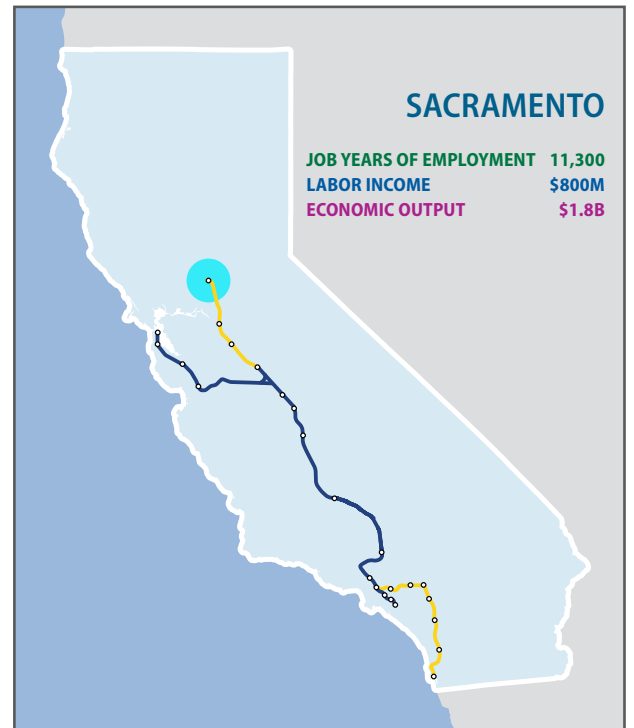 SACRAMENTO
JOB YEARS OF EMPLOYMENT 11,300
LABOR INCOME $800M
ECONOMIC OUTPUT $1.8B